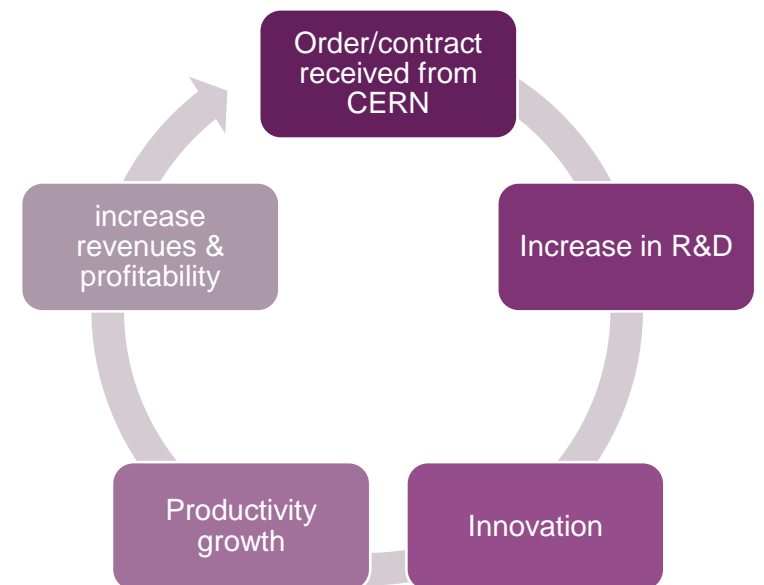 Order/contract
received from
CERN
Increase in R&D
Innovation
Productivity
growth
increase
revenues &
profitability